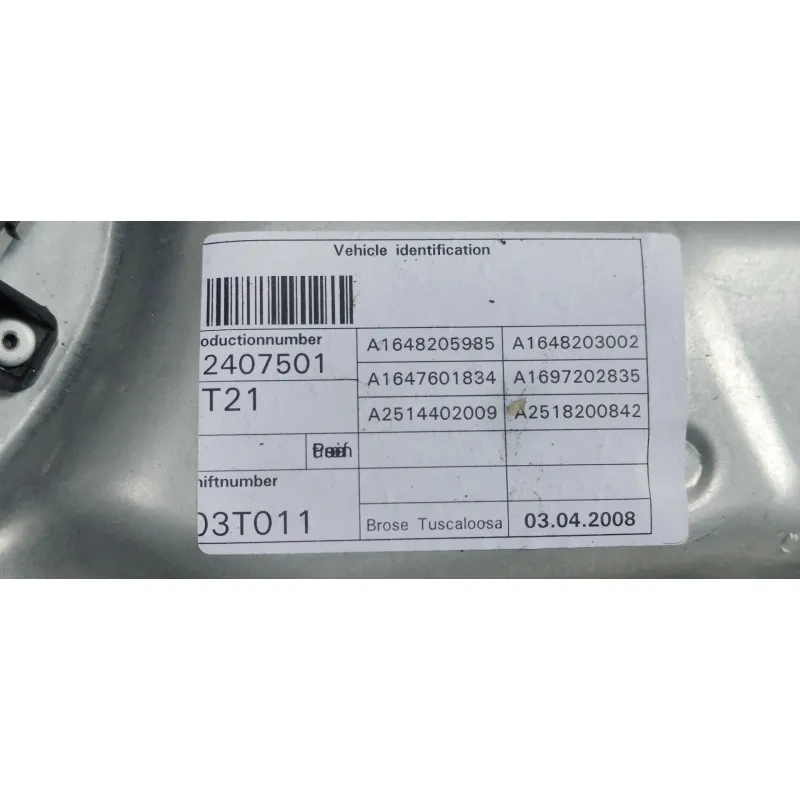 Vehicle identification
oductionnumber
2407501
T21
A1648205985 A1648203002
A1647601834 A1697202835
A2514402009 A2518200842
iftnumber
03T011
Brose Tuscaloosa 03.04.2008